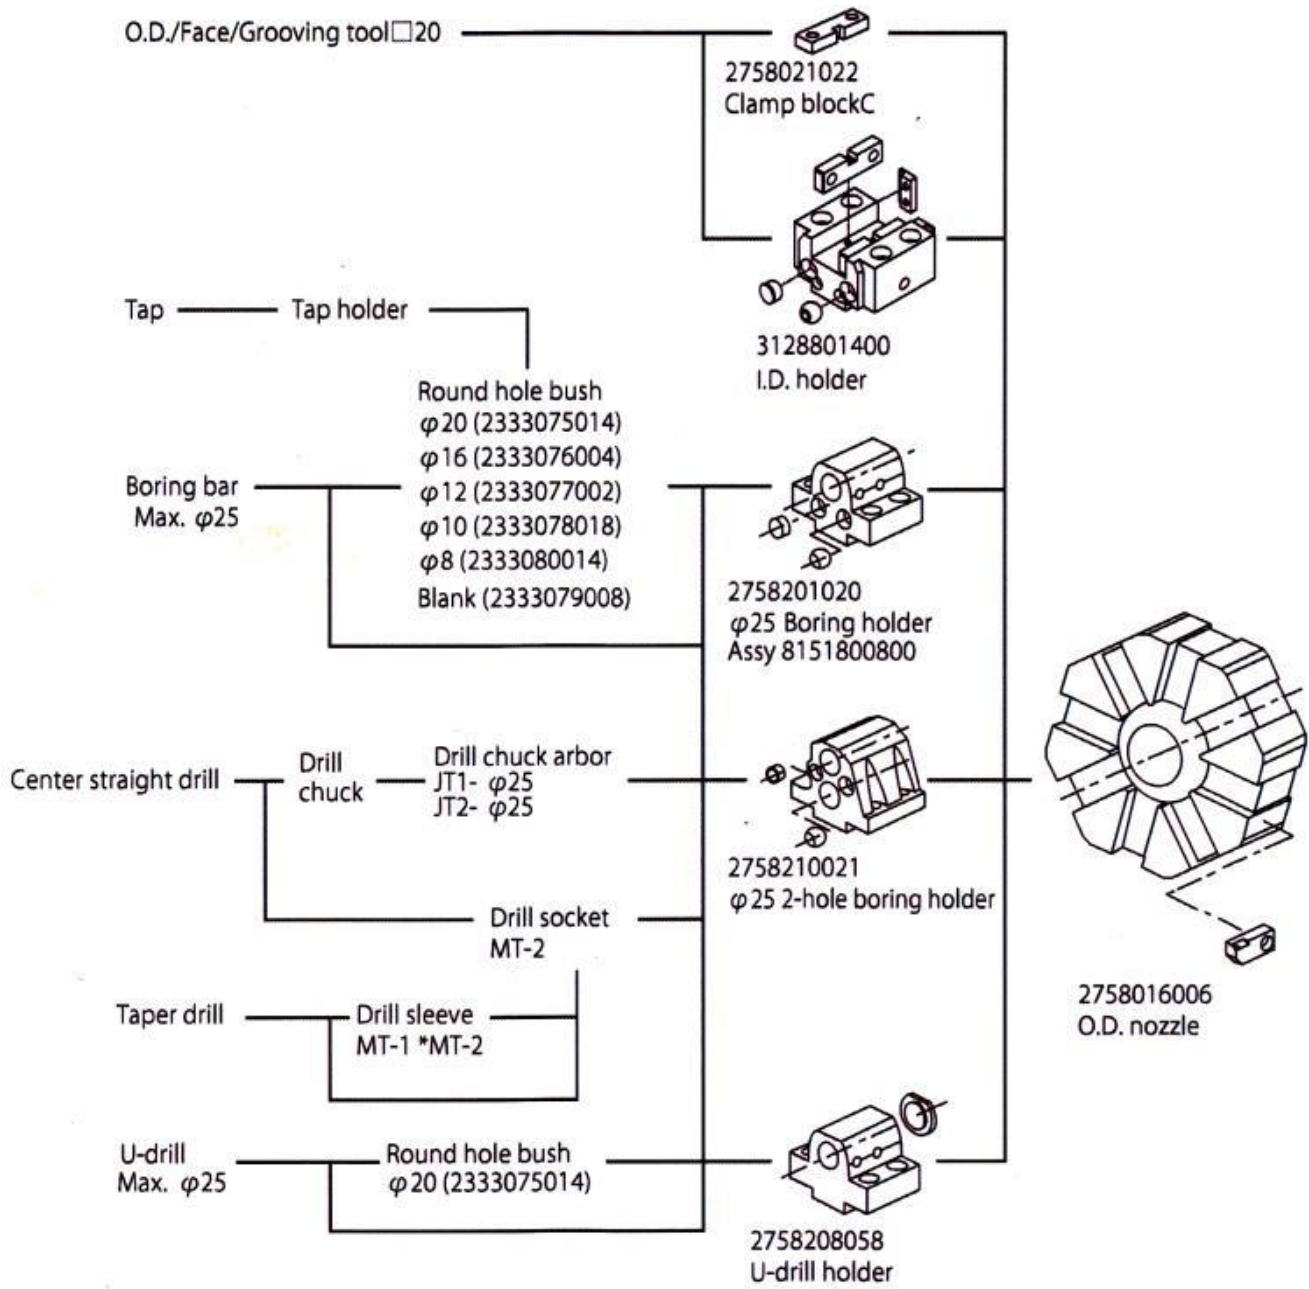 O.D./Face/Grooving tool□20
2758021022
Clamp blockC
3128801400
I.D. holder
Tap
Tap holder
Round hole bush
φ20 (2333075014)
φ16 (2333076004)
φ12 (2333077002)
φ10 (2333078018)
φ8 (2333080014)
Blank (2333079008)
Boring bar
Max. φ25
2758201020
φ25 Boring holder
Assy 8151800800
Center straight drill
Drill
chuck
Drill chuck arbor
JT1- φ25
JT2- φ25
2758210021
φ25 2-hole boring holder
Drill socket
MT-2
Taper drill
Drill sleeve
MT-1 *MT-2
2758016006
O.D. nozzle
U-drill
Max. φ25
Round hole bush
φ20 (2333075014)
2758208058
U-drill holder